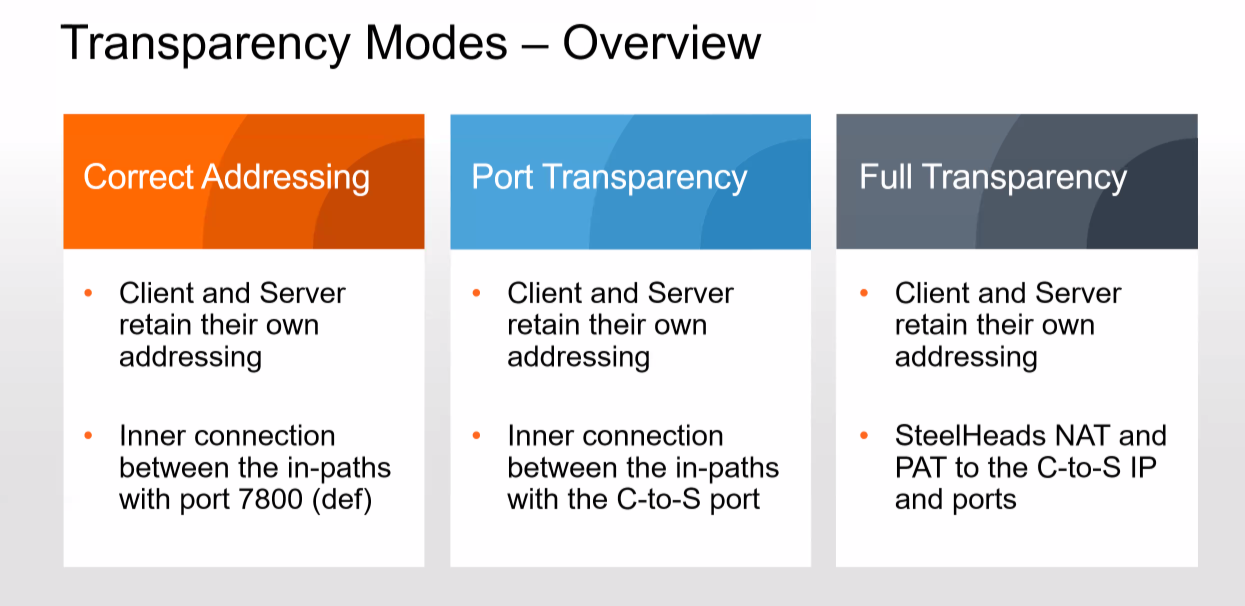 Transparency Modes – Overview
Correct Addressing
• Client and Server
retain their own
addressing
• Inner connection
between the in-paths
with port 7800 (def)
Port Transparency
• Client and Server
retain their own
addressing
• Inner connection
between the in-paths
with the C-to-S port
Full Transparency
• Client and Server
retain their own
addressing
• SteelHeads NAT and
PAT to the C-to-S IP
and ports